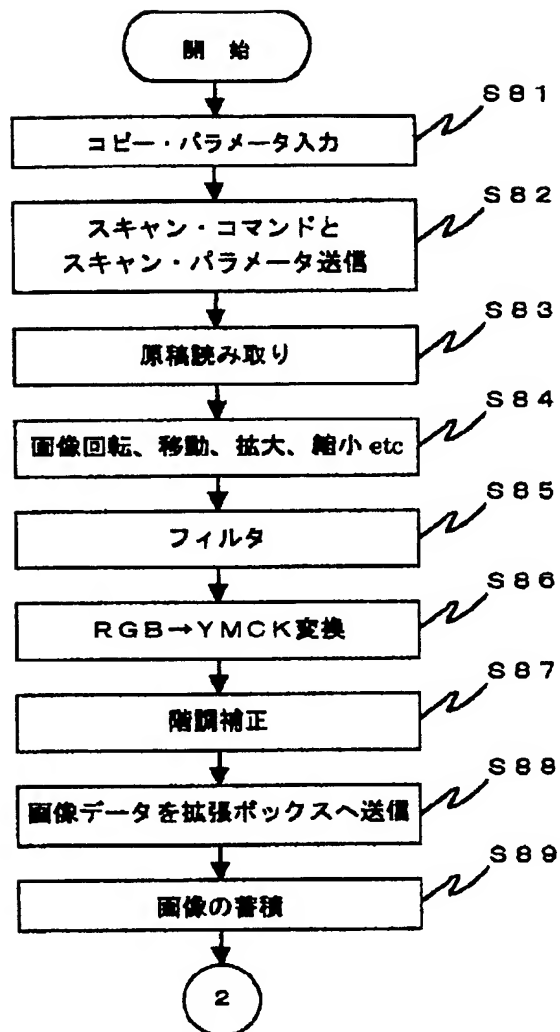 開 始
S81
コピー・パラメータ入力
S82
スキャン・コマンドと
スキャン・パラメータ送信
S83
原稿読み取り
S84
画像回転、移動、拡大、縮小 etc
S85
フィルタ
S86
RGB→YMCK変換
S87
階調補正
S88
画像データを拡張ボックスへ送信
S89
画像の蓄積
2